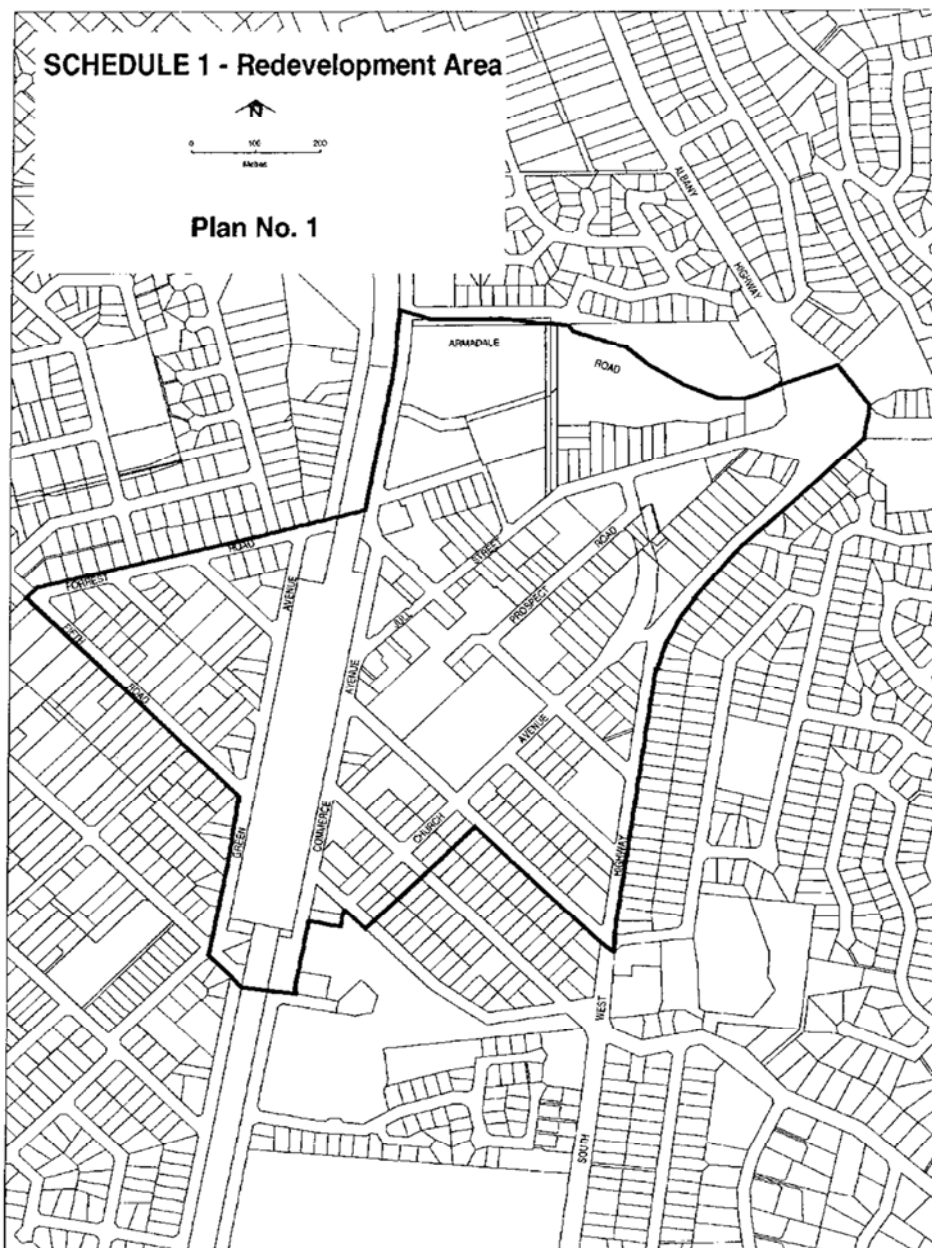 SCHEDULE 1 - Redevelopment Area
N
0 100 200
Metres
Plan No. 1
ALBANY
HIGHWAY
ARMADALE
ROAD
ROAD
FORREST
FIFTH
ROAD
AVENUE
GREEN
JULL
STREET
AVENUE
COMMERCE
PROSPECT
ROAD
AVENUE
CHURCH
HIGHWAY
WEST
SOUTH